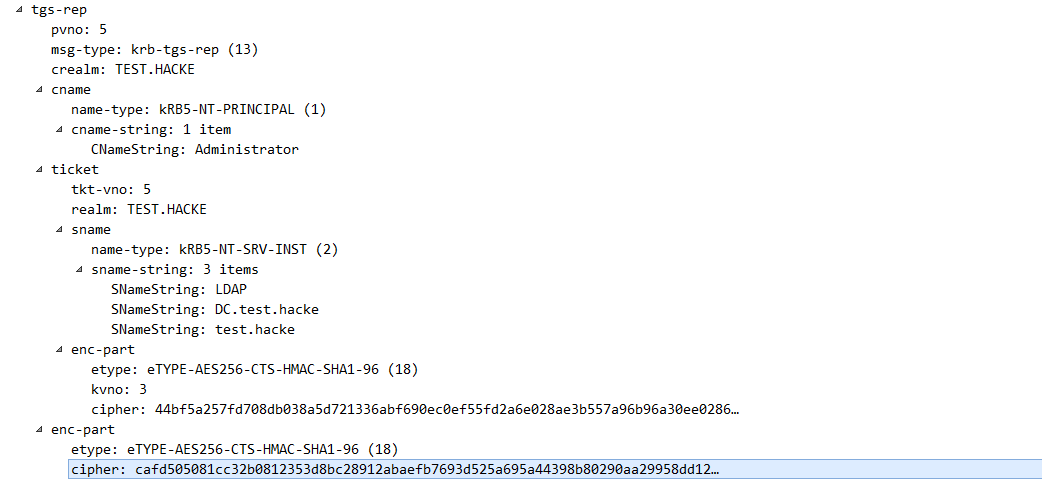 tgs-rep
pvno: 5
msg-type: krb-tgs-rep (13)
crealm: TEST.HACKE
cname
name-type: kRB5-NT-PRINCIPAL (1)
cname-string: 1 item
CNameString: Administrator
ticket
tkt-vno: 5
realm: TEST.HACKE
sname
name-type: kRB5-NT-SRV-INST (2)
sname-string: 3 items
SNameString: LDAP
SNameString: DC.test.hacke
SNameString: test.hacke
enc-part
etype: eTYPE-AES256-CTS-HMAC-SHA1-96 (18)
kvno: 3
cipher: 44bf5a257fd708db038a5d721336abf690ec0ef55fd2a6e028ae3b557a96b96a30ee0286…
enc-part
etype: eTYPE-AES256-CTS-HMAC-SHA1-96 (18)
cipher: cafd505081cc32b0812353d8bc28912abaefb7693d525a695a44398b80290aa29958dd12…